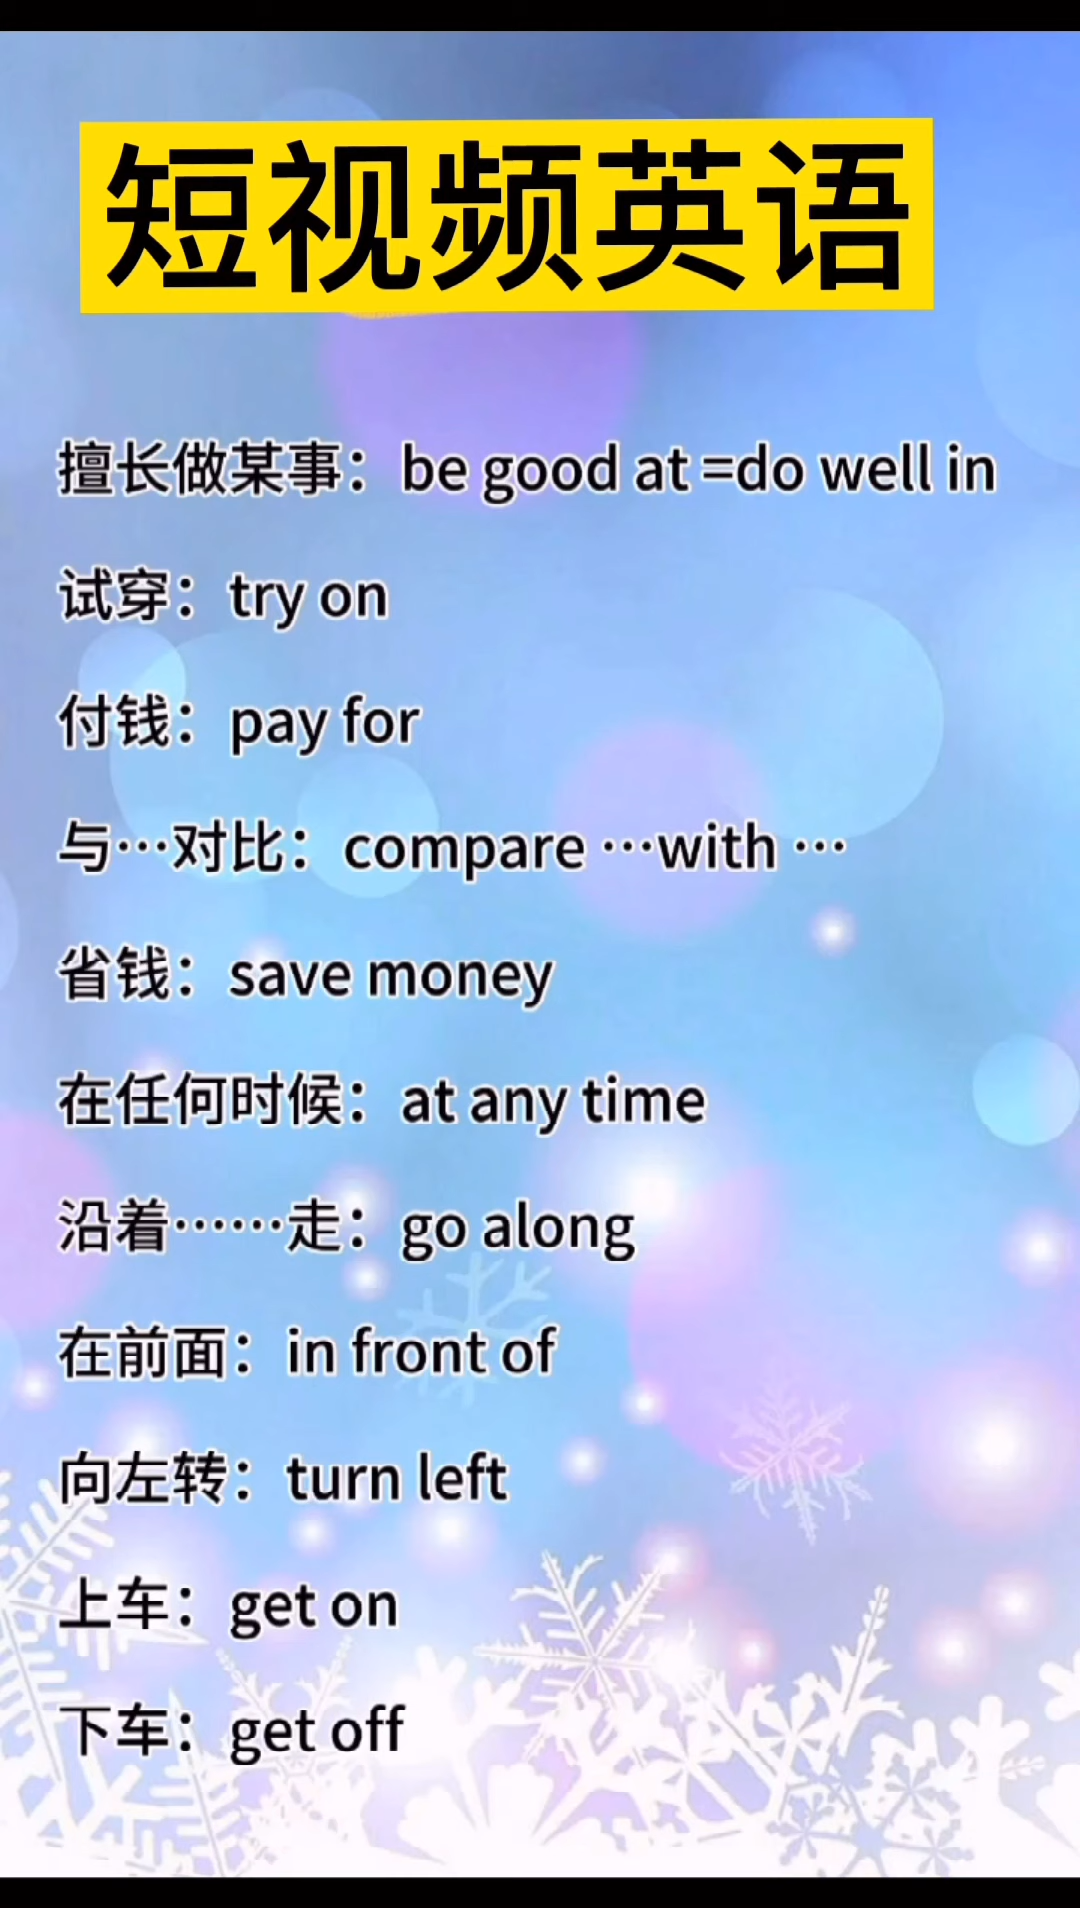 短视频英语
擅长做某事：be good at =do well in
试穿：try on
付钱：pay for
与…对比：compare …with …
省钱：save money
在任何时候：at any time
沿着……走：go along
在前面：in front of
向左转：turn left
上车：get on
下车：get off